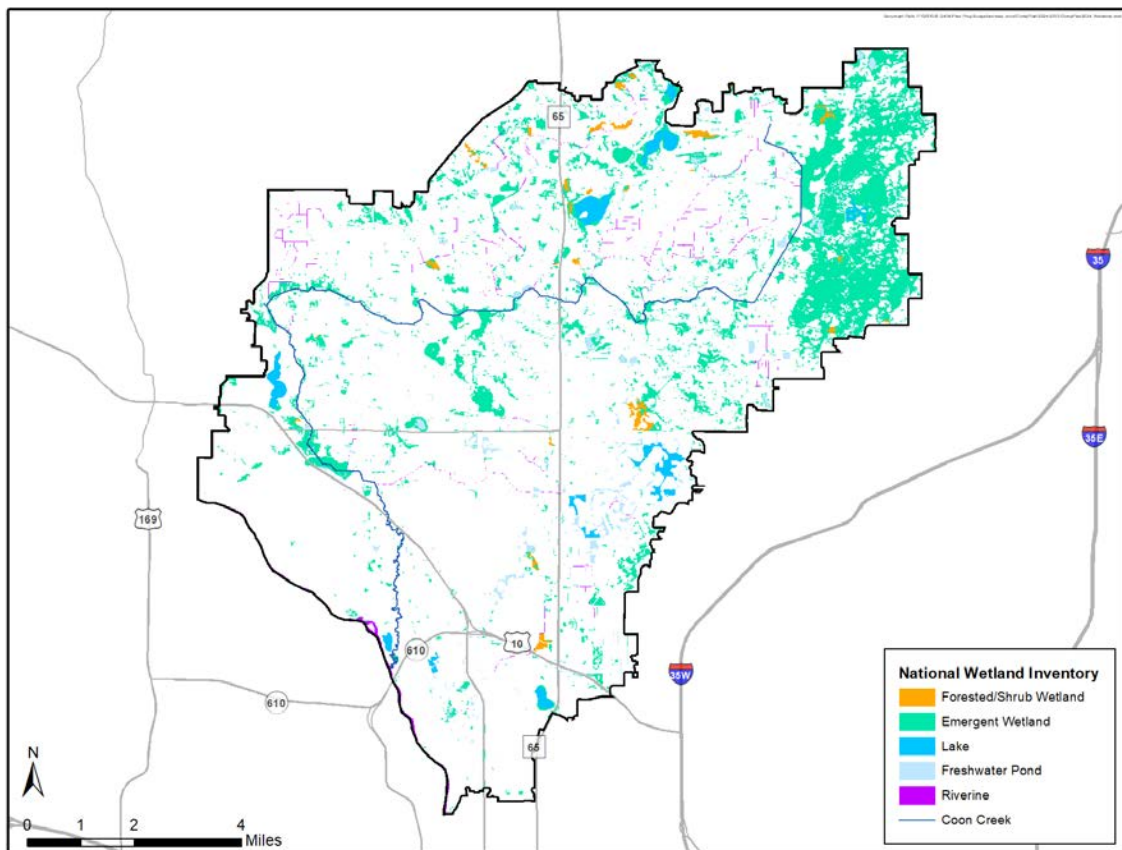 65
35
35E
169
610
10
35W
610
65
N
0 1 2 4
Miles
National Wetland Inventory
Forested/Shrub Wetland
Emergent Wetland
Lake
Freshwater Pond
Riverine
Coon Creek